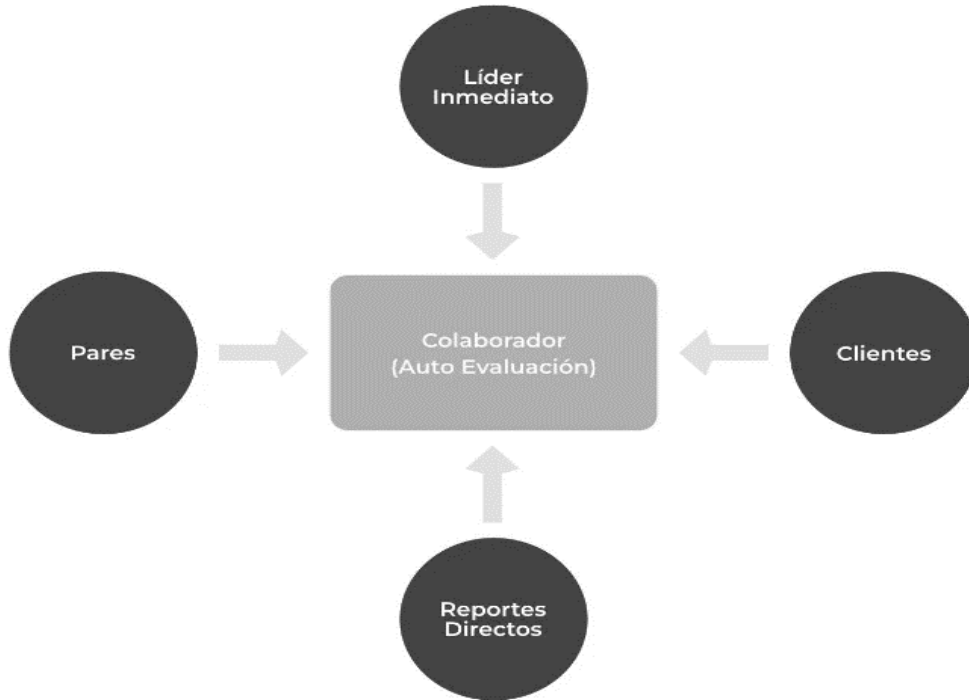 Líder
Inmediato
Pares
Colaborador
(Auto Evaluación)
Clientes
Reportes
Directos